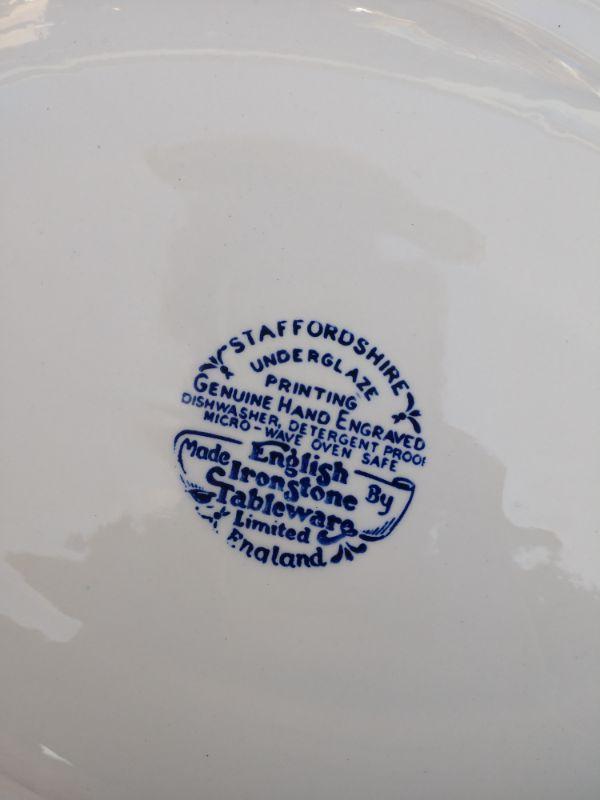 STAFFORDSHIRE
UNDERGLAZE
PRINTING
GENUINE HAND ENGRAVED
DISHWASHER, DETERGENT PROOF
MICRO-WAVE OVEN SAFE
Made English By
Ironstone
Tableware
Limited
England